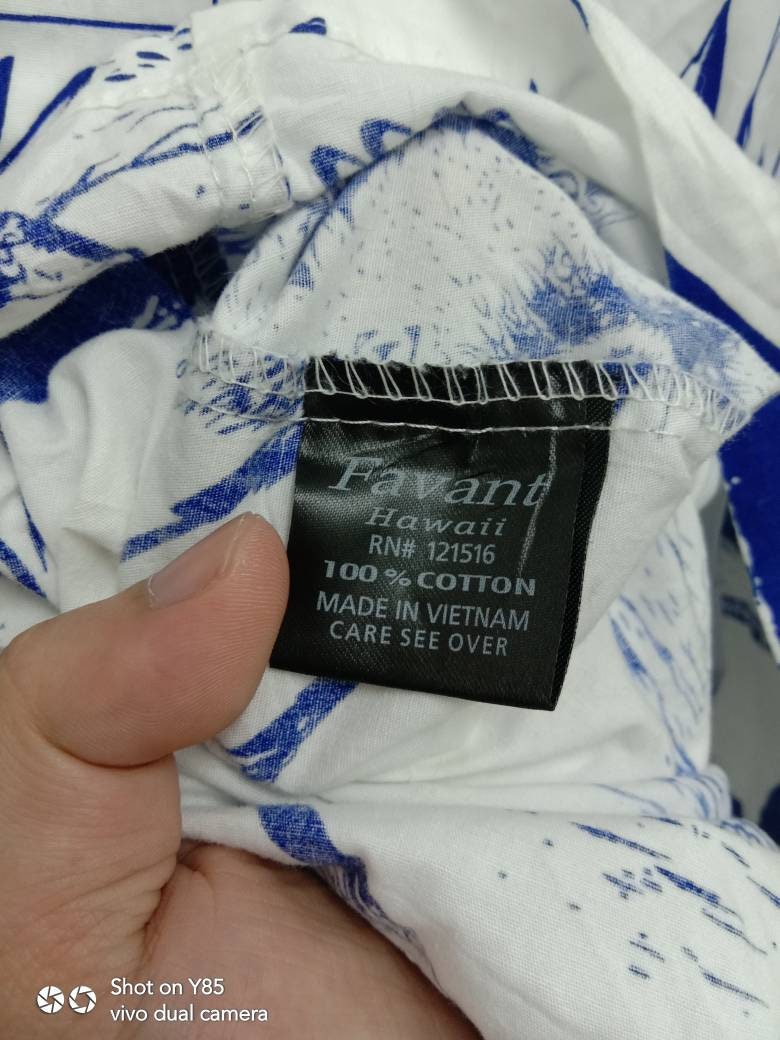 Favant
Hawaii
RN# 121516
100% COTTON
MADE IN VIETNAM
CARE SEE OVER
Shot on Y85
vivo dual camera